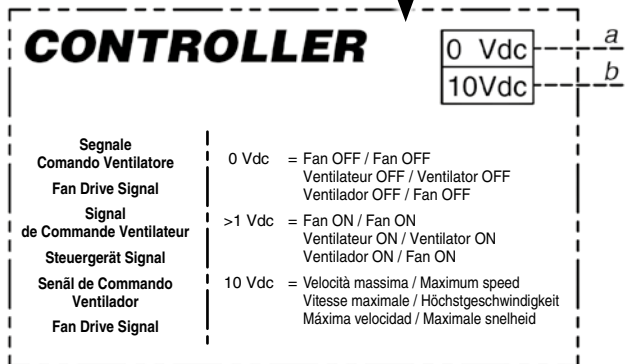 CONTROLLER
0 Vdc
a
10Vdc
b
Segnale
Comando Ventilatore
Fan Drive Signal
Signal
de Commande Ventilateur
Steuergerät Signal
Senãl de Commando
Ventilador
Fan Drive Signal
0 Vdc = Fan OFF / Fan OFF
Ventilateur OFF / Ventilator OFF
Ventilador OFF / Fan OFF
>1 Vdc = Fan ON / Fan ON
Ventilateur ON / Ventilator ON
Ventilador ON / Fan ON
10 Vdc = Velocità massima / Maximum speed
Vitesse maximale / Höchstgeschwindigkeit
Máxima velocidad / Maximale snelheid